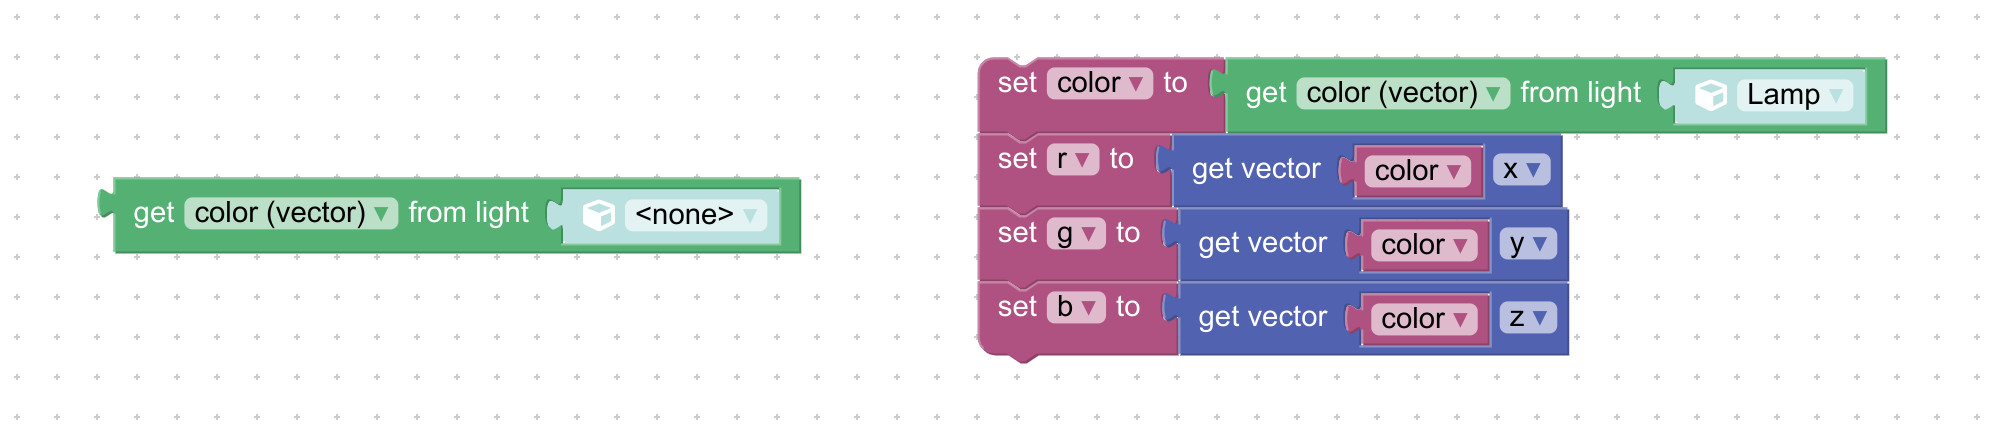 get color (vector) from light <none>
set color to get color (vector) from light Lamp
set r to get vector color x
set g to get vector color y
set b to get vector color z